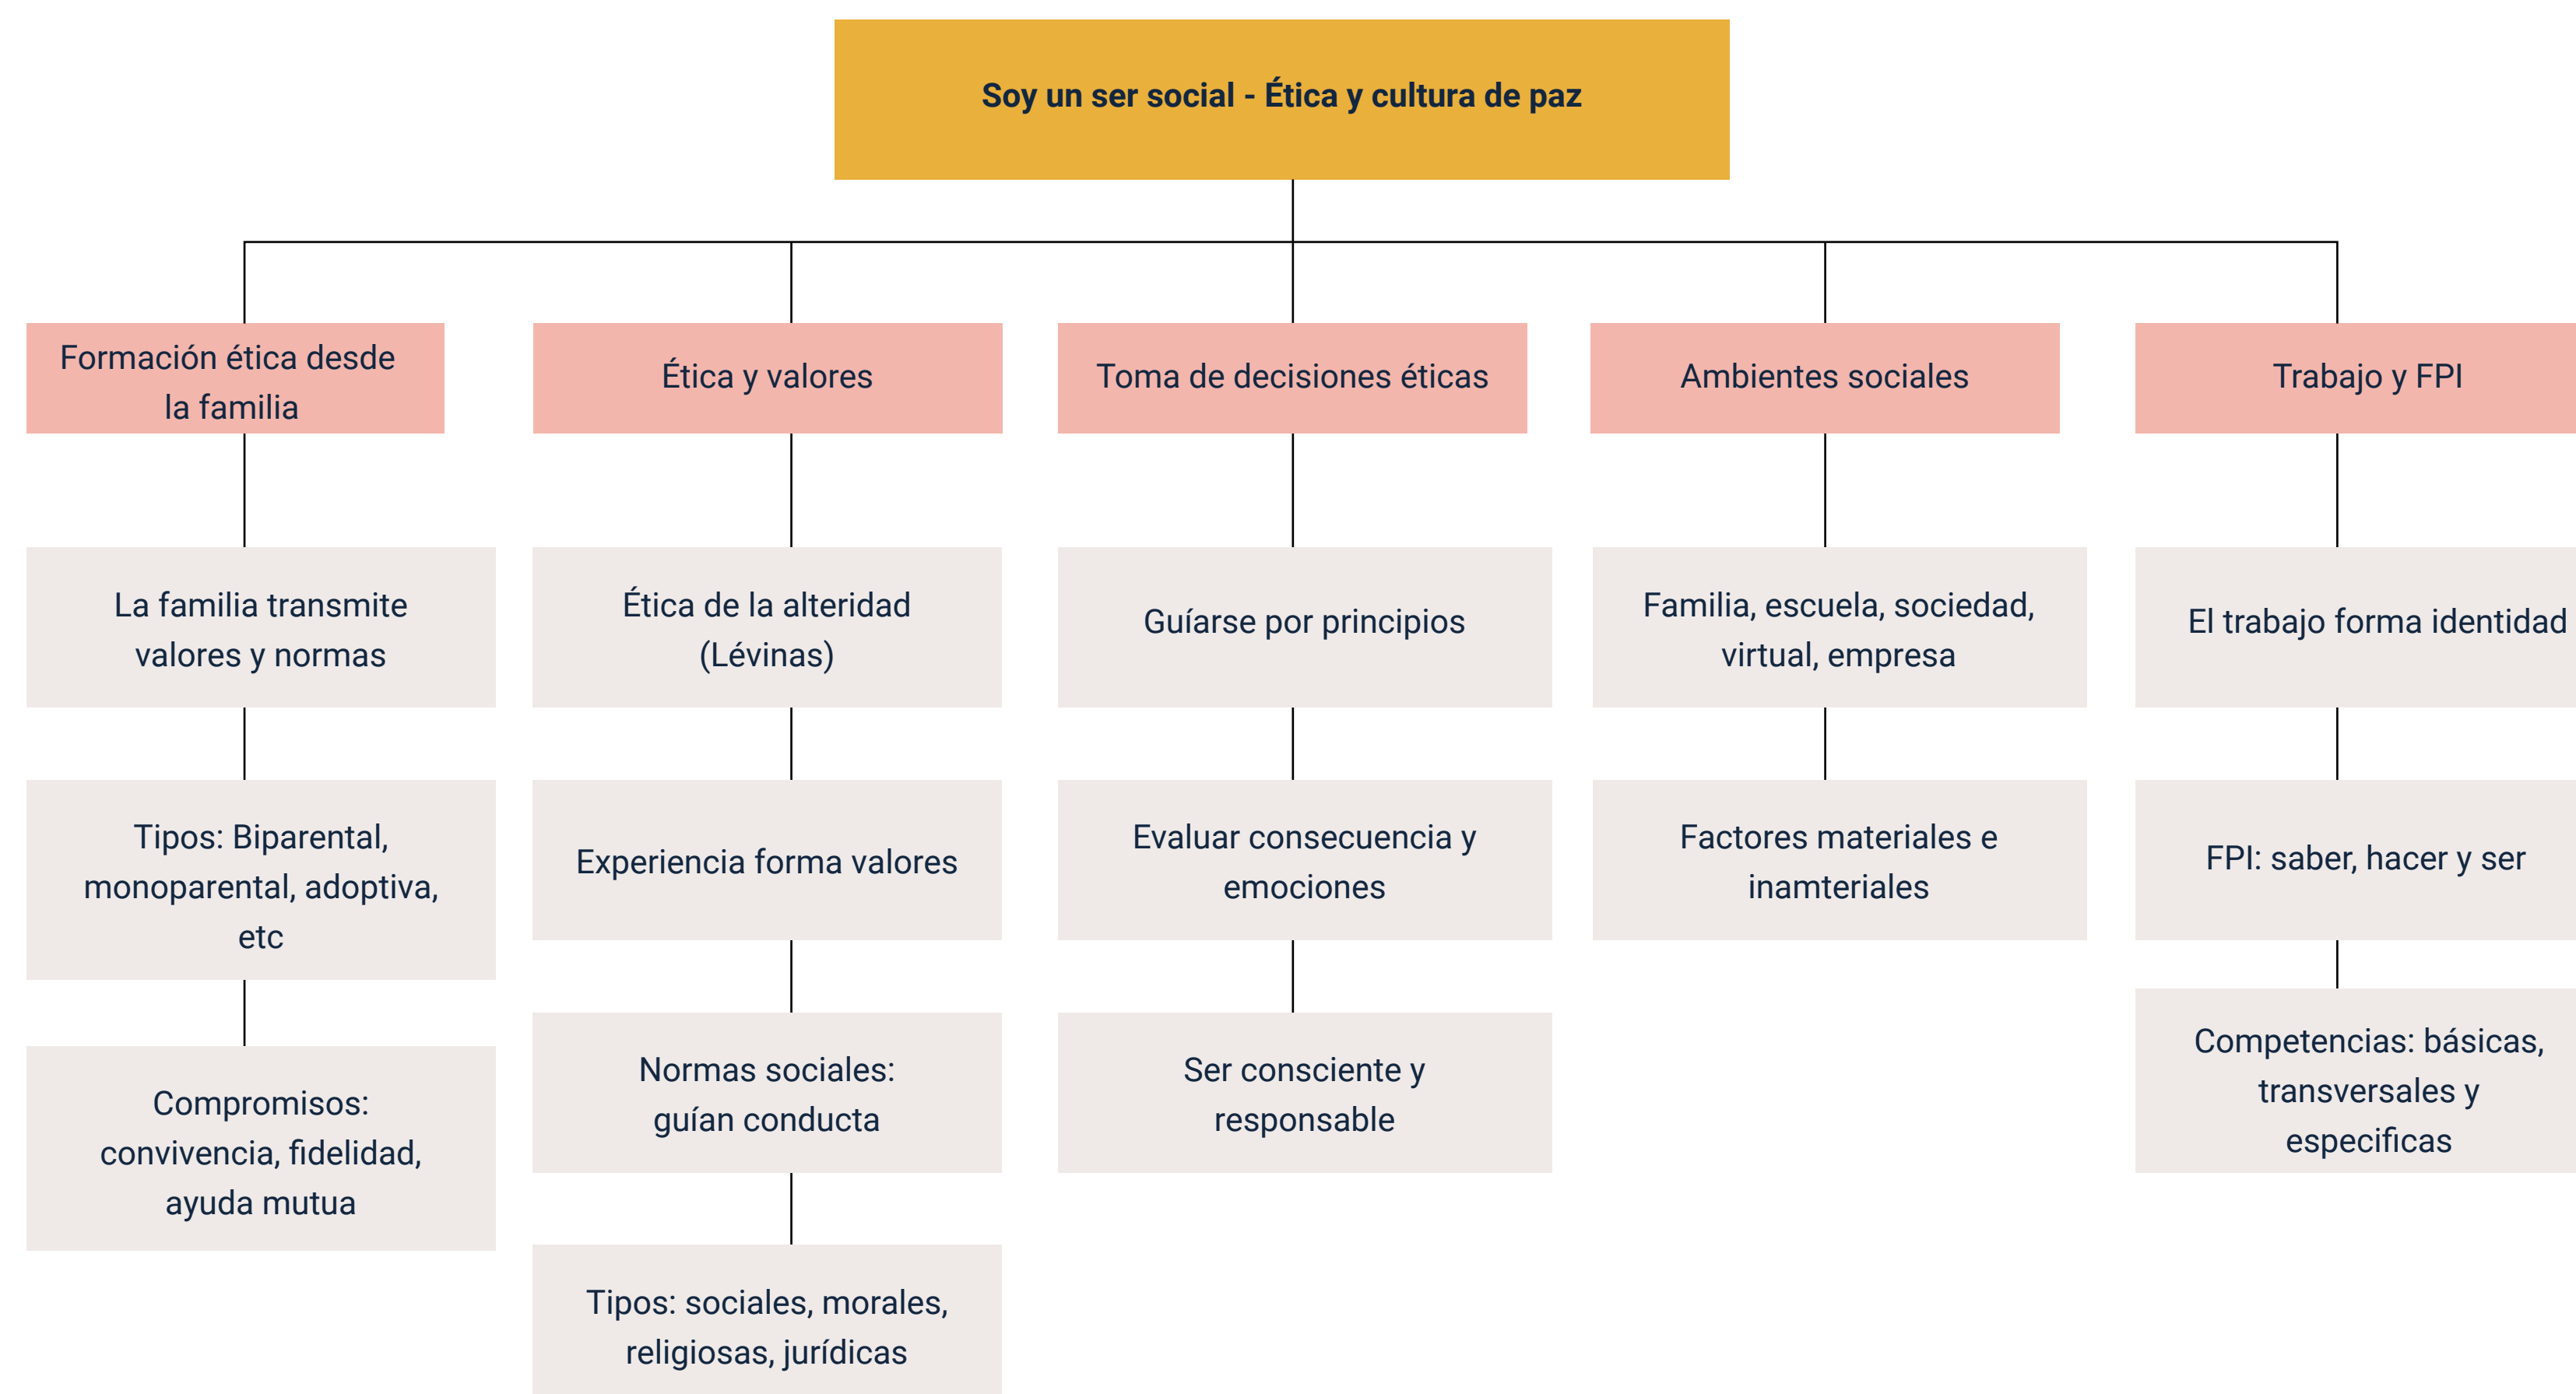 Soy un ser social - Ética y cultura de paz
Formación ética desde
la familia
Ética y valores
Toma de decisiones éticas
Ambientes sociales
Trabajo y FPI
La familia transmite
valores y normas
Ética de la alteridad
(Lévinas)
Guíarse por principios
Familia, escuela, sociedad,
virtual, empresa
El trabajo forma identidad
Tipos: Biparental,
monoparental, adoptiva,
etc
Experiencia forma valores
Evaluar consecuencia y
emociones
Factores materiales e
inamteriales
FPI: saber, hacer y ser
Compromisos:
convivencia, fidelidad,
ayuda mutua
Normas sociales:
guían conducta
Ser consciente y
responsable
Competencias: básicas,
transversales y
especificas
Tipos: sociales, morales,
religiosas, jurídicas